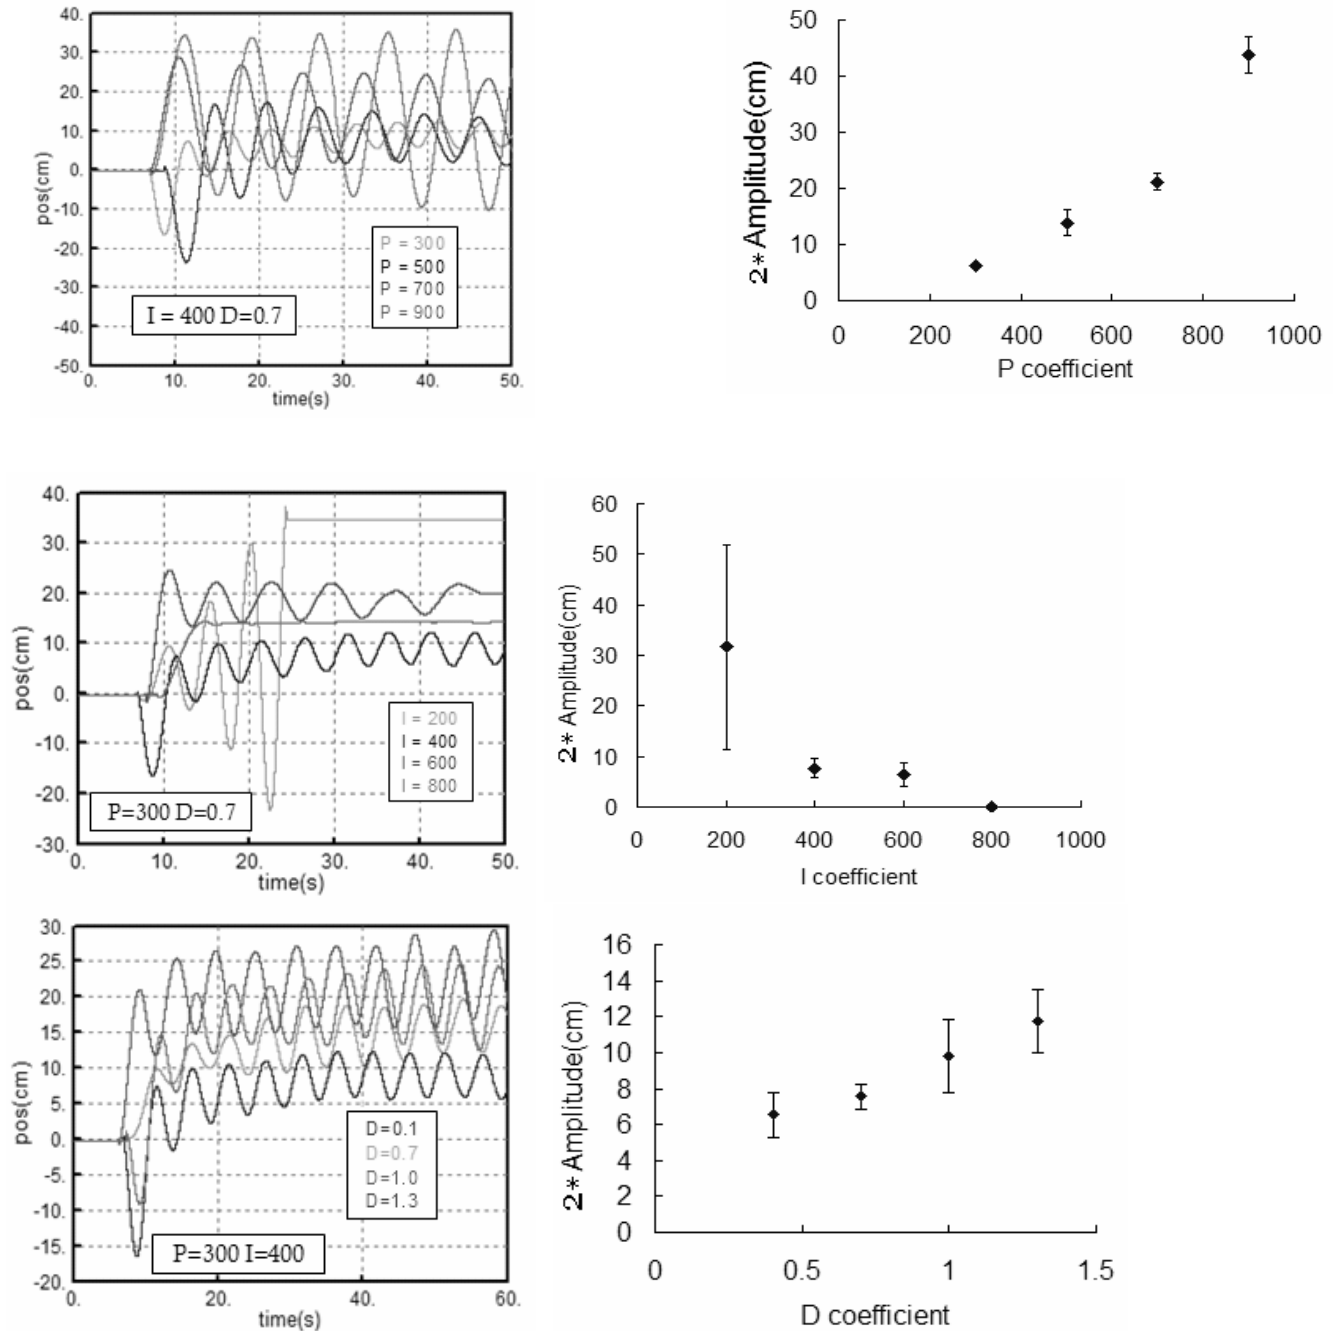 40.
30.
20.
10.
0.
-10.
-20.
-30.
-40.
-50.
pos(cm)
P = 300
P = 500
P = 700
P = 900
I = 400 D=0.7
0. 10. 20. 30. 40. 50.
time(s)
50
40
30
20
10
0
2* Amplitude(cm)
0 200 400 600 800 1000
P coefficient
40.
30.
20.
10.
0.
-10.
-20.
-30.
pos(cm)
I = 200
I = 400
I = 600
I = 800
P=300 D=0.7
0. 10. 20. 30. 40. 50.
time(s)
60
50
40
30
20
10
0
2* Amplitude(cm)
0 200 400 600 800 1000
I coefficient
30.
25.
20.
15.
10.
5.
0.
-5.
-10.
-15.
-20.
pos(cm)
D=0.1
D=0.7
D=1.0
D=1.3
P=300 I=400
0. 20. 40. 60.
time(s)
16
14
12
10
8
6
4
2
0
2* Amplitude(cm)
0 0.5 1 1.5
D coefficient